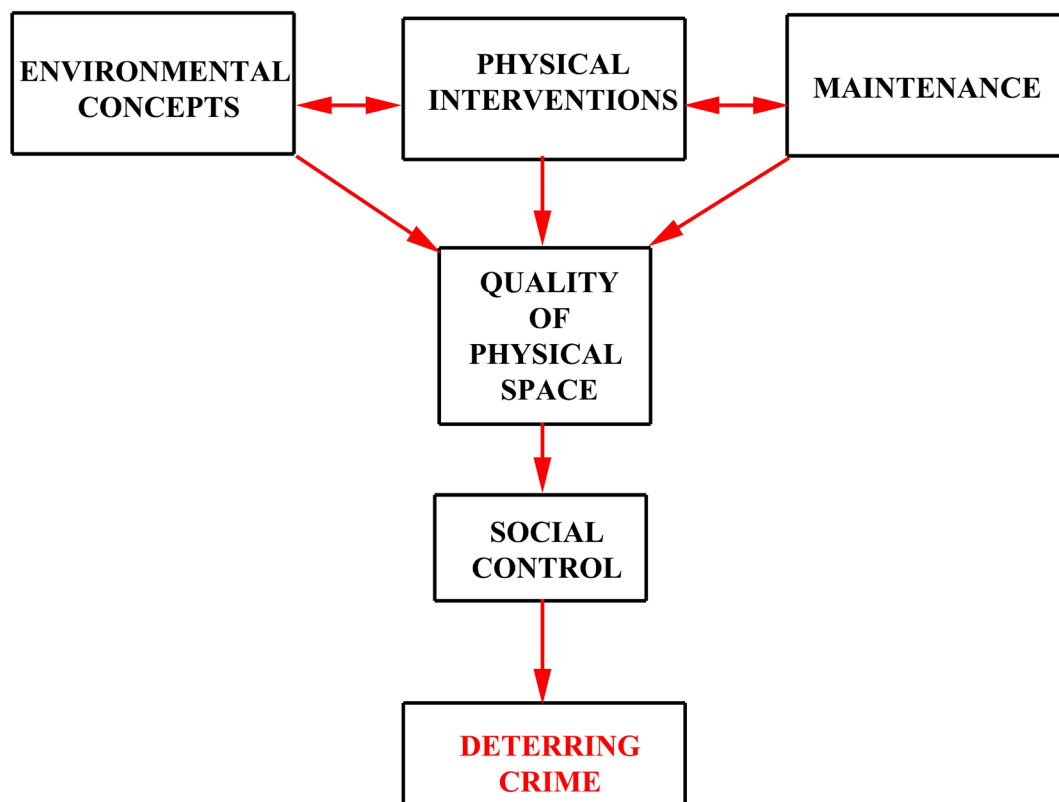 ENVIRONMENTAL
CONCEPTS
PHYSICAL
INTERVENTIONS
MAINTENANCE
QUALITY
OF
PHYSICAL
SPACE
SOCIAL
CONTROL
DETERRING
CRIME